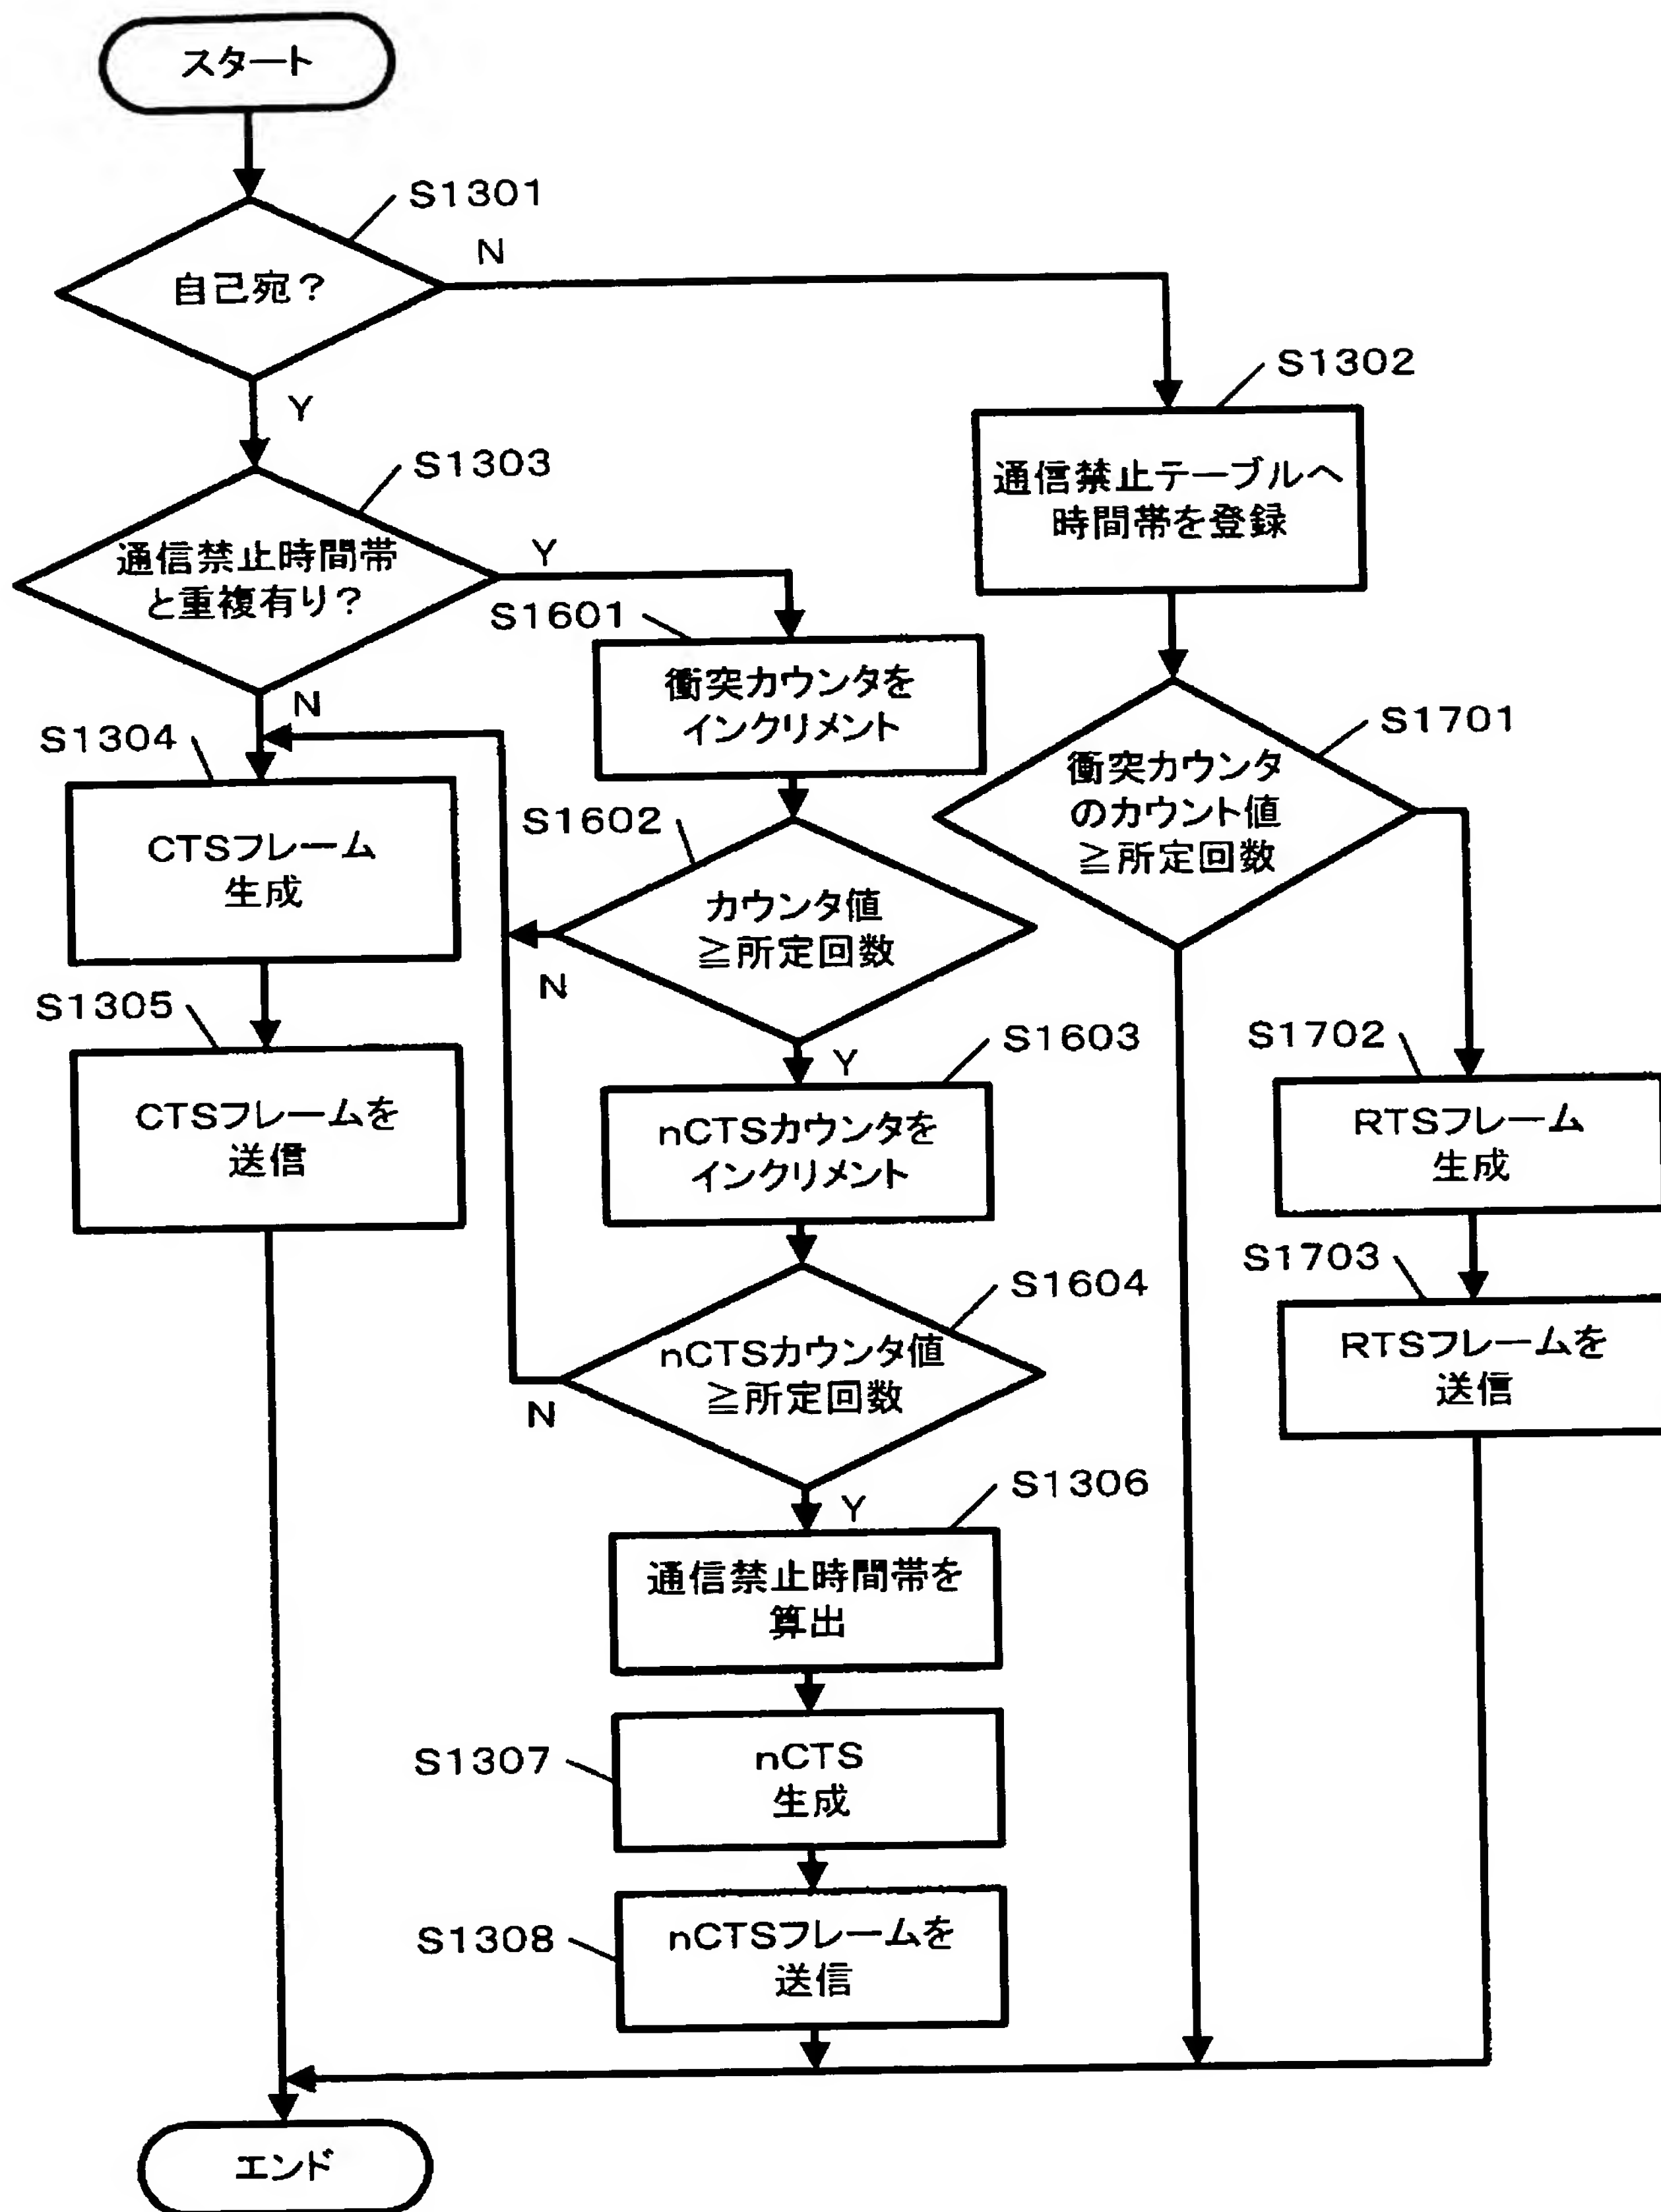 スタート
S1301
自己宛?
N
Y
S1302
通信禁止テーブルへ
時間帯を登録
S1303
通信禁止時間帯
と重複有り?
Y
N
S1601
衝突カウンタを
インクリメント
S1701
衝突カウンタ
のカウント値
≧所定回数
S1304
CTSフレーム
生成
S1602
カウンタ値
≧所定回数
N
Y
S1305
CTSフレームを
送信
S1603
nCTSカウンタを
インクリメント
S1702
RTSフレーム
生成
S1703
RTSフレームを
送信
S1604
nCTSカウンタ値
≧所定回数
N
Y
S1306
通信禁止時間帯を
算出
S1307
nCTS
生成
S1308
nCTSフレームを
送信
エンド